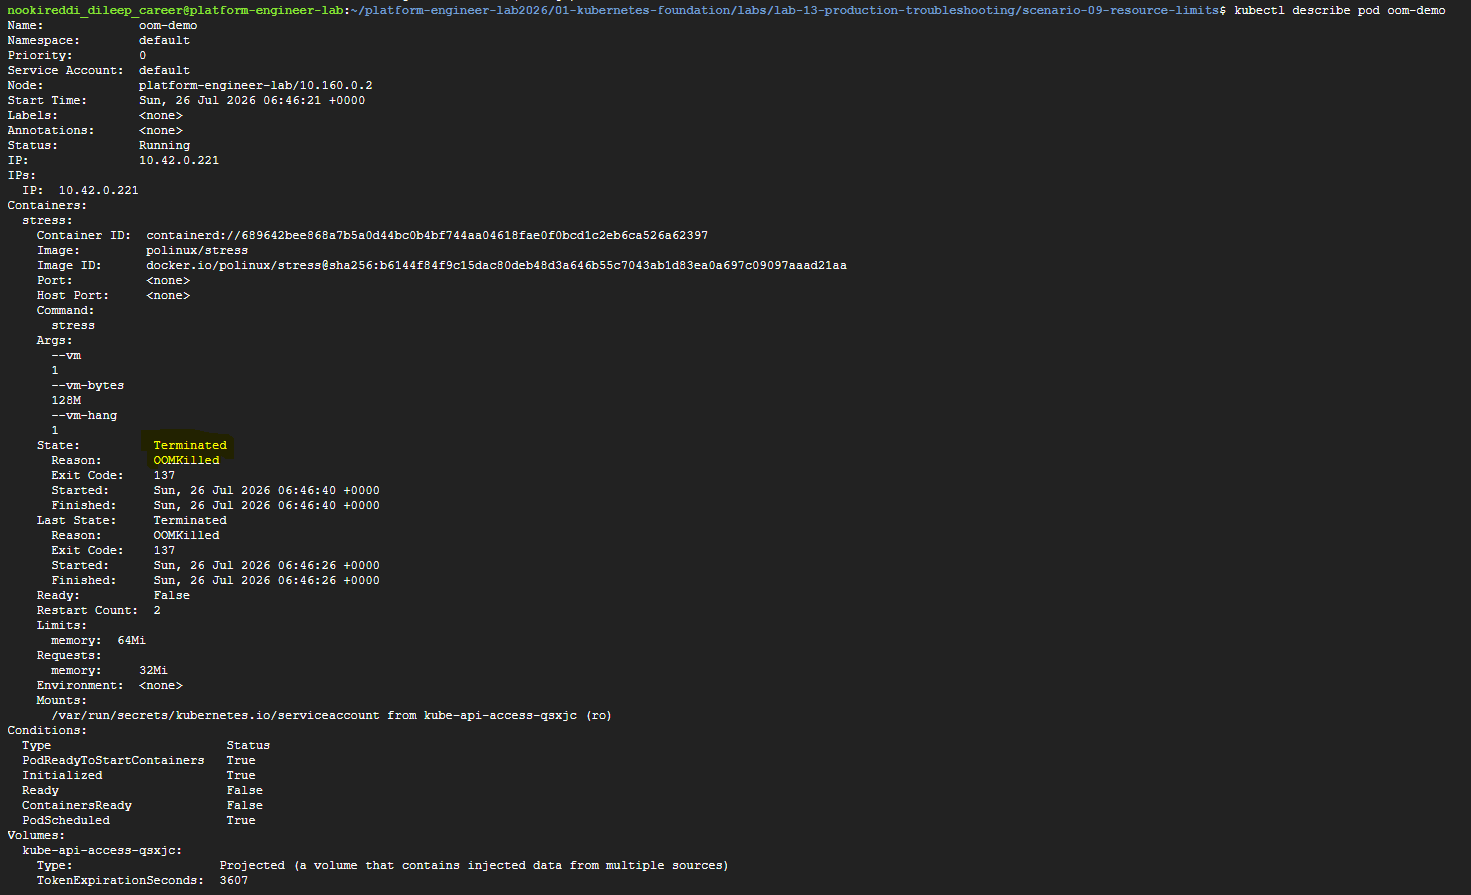 nookireddi_dileep_career@platform-engineer-lab:~/platform-engineer-lab2026/01-kubernetes-foundation/labs/lab-13-production-troubleshooting/scenario-09-resource-limits$ kubectl describe pod oom-demo
Name:             oom-demo
Namespace:        default
Priority:         0
Service Account:  default
Node:             platform-engineer-lab/10.160.0.2
Start Time:       Sun, 26 Jul 2026 06:46:21 +0000
Labels:           <none>
Annotations:      <none>
Status:           Running
IP:               10.42.0.221
IPs:
  IP:  10.42.0.221
Containers:
  stress:
    Container ID:  containerd://689642bee868a7b5a0d44bc0b4bf744aa04618fae0f0bcd1c2eb6ca526a62397
    Image:         polinux/stress
    Image ID:      docker.io/polinux/stress@sha256:b6144f84f9c15dac80deb48d3a646b55c7043ab1d83ea0a697c09097aaad21aa
    Port:          <none>
    Host Port:     <none>
    Command:
      stress
    Args:
      --vm
      1
      --vm-bytes
      128M
      --vm-hang
      1
    State:          Terminated
      Reason:       OOMKilled
      Exit Code:    137
      Started:      Sun, 26 Jul 2026 06:46:40 +0000
      Finished:     Sun, 26 Jul 2026 06:46:40 +0000
    Last State:     Terminated
      Reason:       OOMKilled
      Exit Code:    137
      Started:      Sun, 26 Jul 2026 06:46:26 +0000
      Finished:     Sun, 26 Jul 2026 06:46:26 +0000
    Ready:          False
    Restart Count:  2
    Limits:
      memory:  64Mi
    Requests:
      memory:     32Mi
    Environment:  <none>
    Mounts:
      /var/run/secrets/kubernetes.io/serviceaccount from kube-api-access-qsxjc (ro)
Conditions:
  Type                        Status
  PodReadyToStartContainers   True
  Initialized                 True
  Ready                       False
  ContainersReady             False
  PodScheduled                True
Volumes:
  kube-api-access-qsxjc:
    Type:                    Projected (a volume that contains injected data from multiple sources)
    TokenExpirationSeconds:  3607